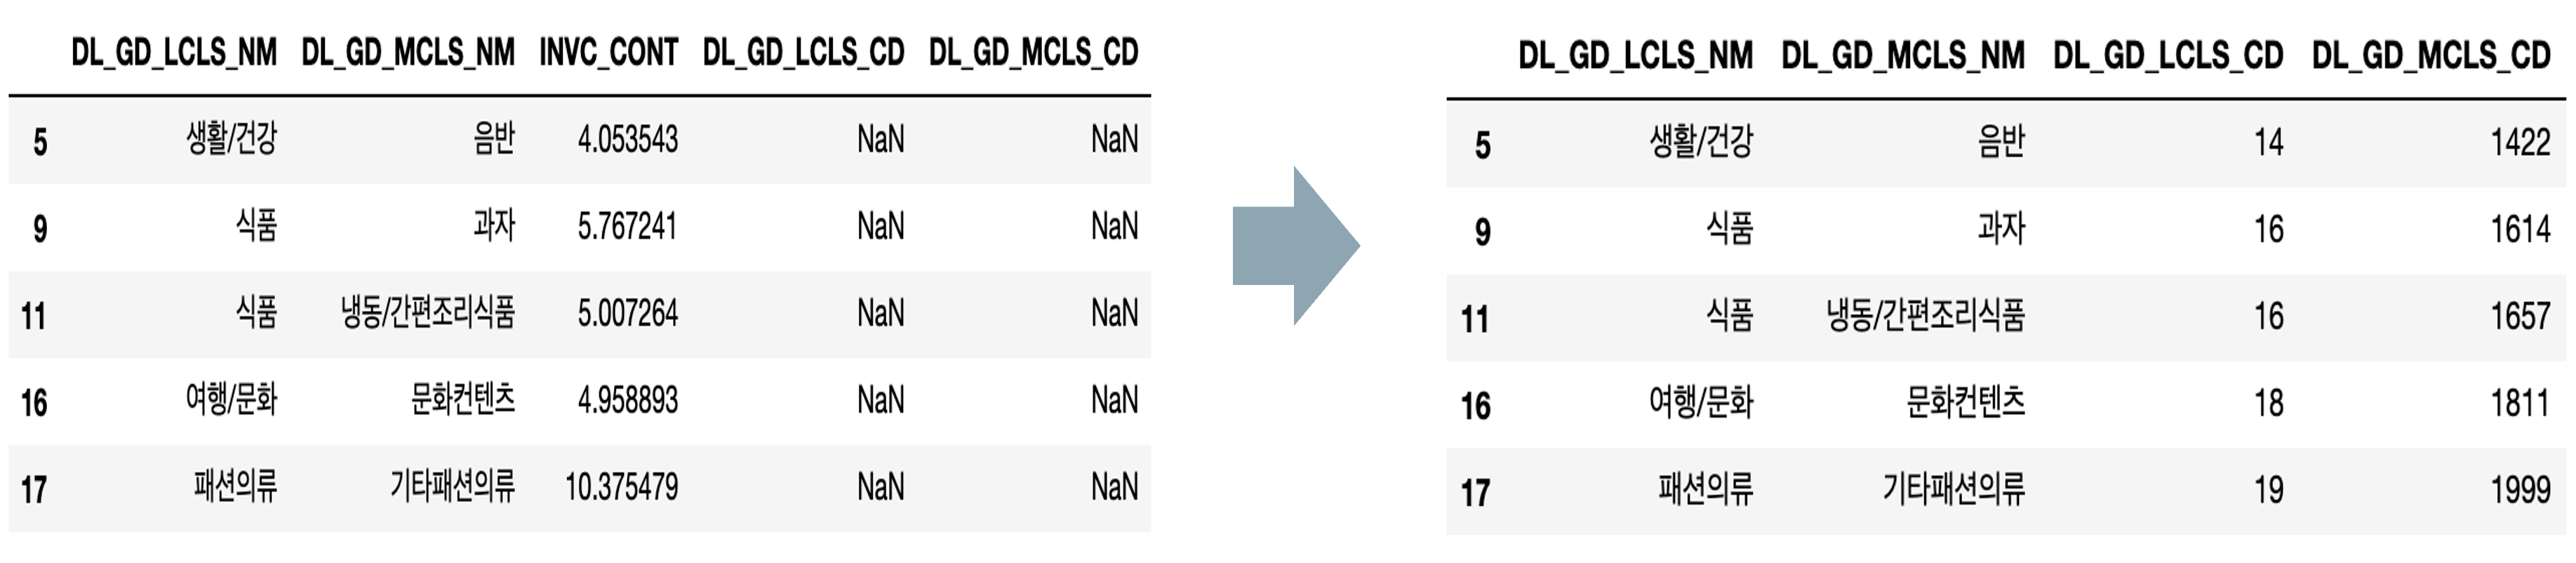 DL_GD_LCLS_NM DL_GD_MCLS_NM INVC_CONT DL_GD_LCLS_CD DL_GD_MCLS_CD
5 생활/건강 음반 4.053543 NaN NaN
9 식품 과자 5.767241 NaN NaN
11 식품 냉동/간편조리식품 5.007264 NaN NaN
16 여행/문화 문화컨텐츠 4.958893 NaN NaN
17 패션의류 기타패션의류 10.375479 NaN NaN
DL_GD_LCLS_NM DL_GD_MCLS_NM DL_GD_LCLS_CD DL_GD_MCLS_CD
5 생활/건강 음반 14 1422
9 식품 과자 16 1614
11 식품 냉동/간편조리식품 16 1657
16 여행/문화 문화컨텐츠 18 1811
17 패션의류 기타패션의류 19 1999